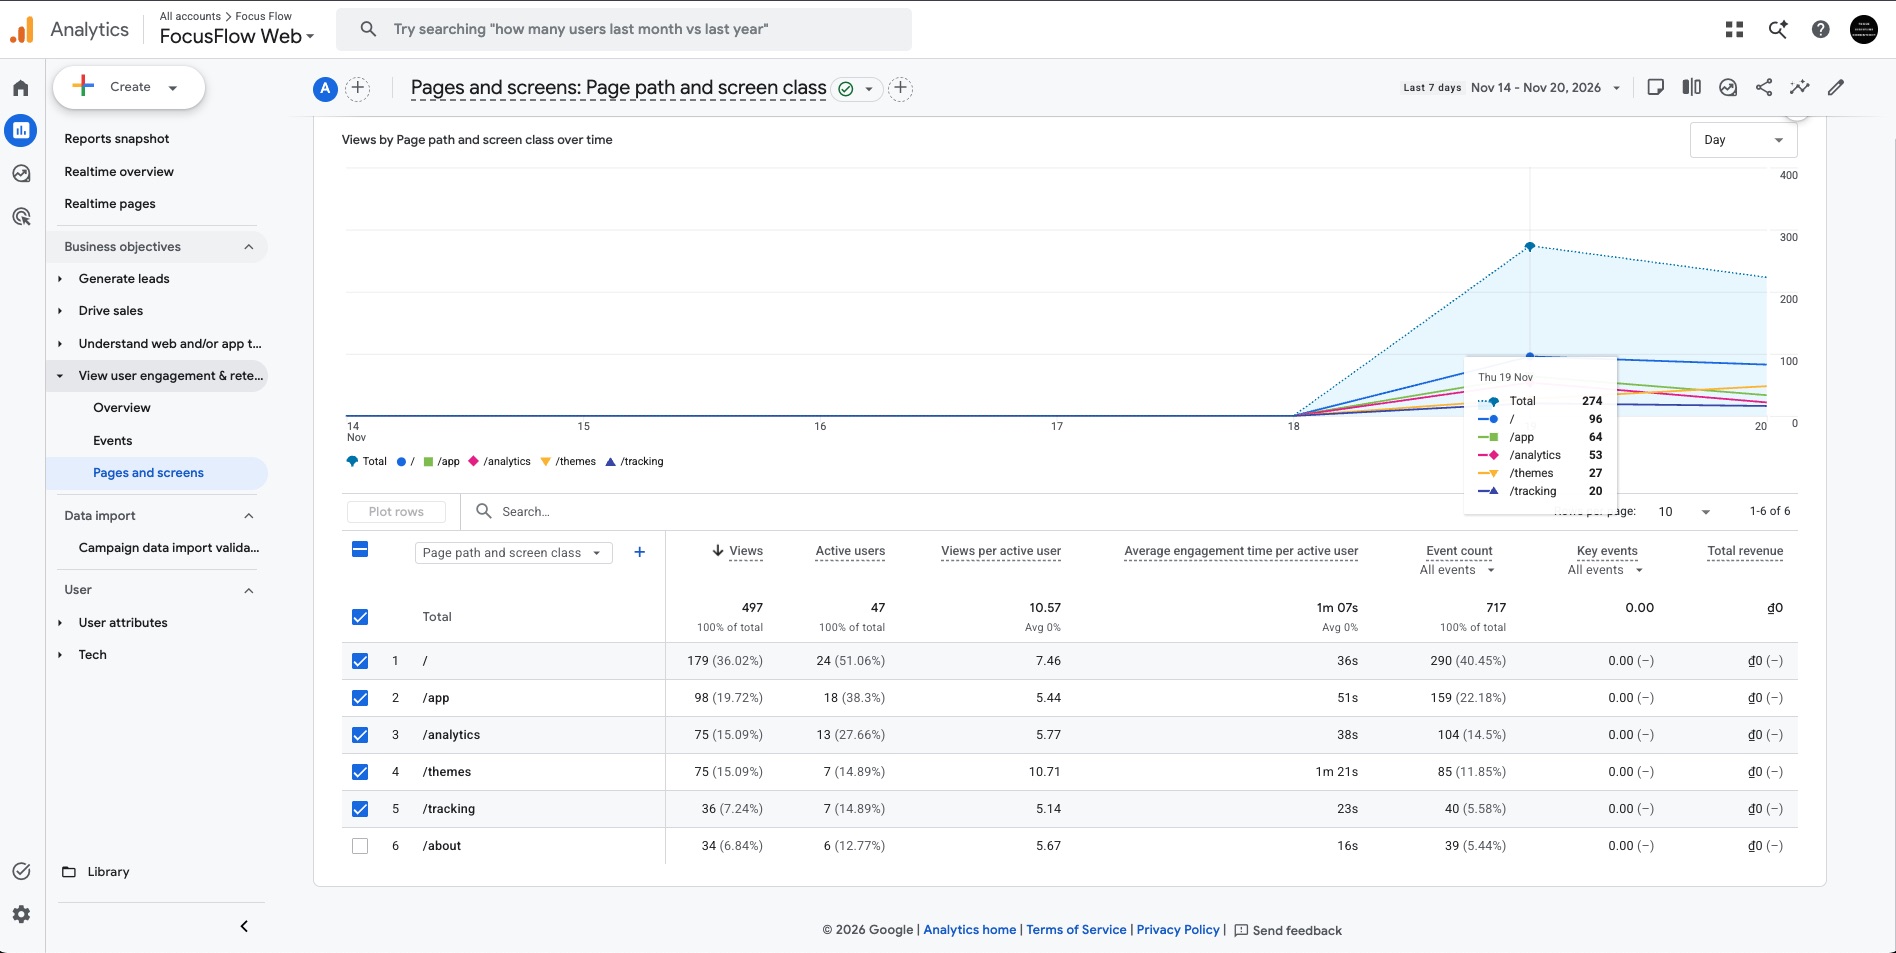 Analytics
All accounts > Focus Flow
FocusFlow Web
Try searching "how many users last month vs last year"
Create
Reports snapshot
Realtime overview
Realtime pages
Business objectives
Generate leads
Drive sales
Understand web and/or app t...
View user engagement & rete...
Overview
Events
Pages and screens
Data import
Campaign data import valida...
User
User attributes
Tech
Library
A
Pages and screens: Page path and screen class
Last 7 days Nov 14 - Nov 20, 2026
Views by Page path and screen class over time
Day
400
300
200
100
0
14
Nov
15
16
17
18
20
Thu 19 Nov
Total 274
/ 96
/app 64
/analytics 53
/themes 27
/tracking 20
Total / /app /analytics /themes /tracking
Plot rows
Search...
10
1-6 of 6
Page path and screen class
Views Active users Views per active user Average engagement time per active user Event count Key events Total revenue
All events All events
Total 497 47 10.57 1m 07s 717 0.00 ₫0
100% of total 100% of total Avg 0% Avg 0% 100% of total
1 / 179 (36.02%) 24 (51.06%) 7.46 36s 290 (40.45%) 0.00 (–) ₫0 (–)
2 /app 98 (19.72%) 18 (38.3%) 5.44 51s 159 (22.18%) 0.00 (–) ₫0 (–)
3 /analytics 75 (15.09%) 13 (27.66%) 5.77 38s 104 (14.5%) 0.00 (–) ₫0 (–)
4 /themes 75 (15.09%) 7 (14.89%) 10.71 1m 21s 85 (11.85%) 0.00 (–) ₫0 (–)
5 /tracking 36 (7.24%) 7 (14.89%) 5.14 23s 40 (5.58%) 0.00 (–) ₫0 (–)
6 /about 34 (6.84%) 6 (12.77%) 5.67 16s 39 (5.44%) 0.00 (–) ₫0 (–)
© 2026 Google | Analytics home | Terms of Service | Privacy Policy | Send feedback